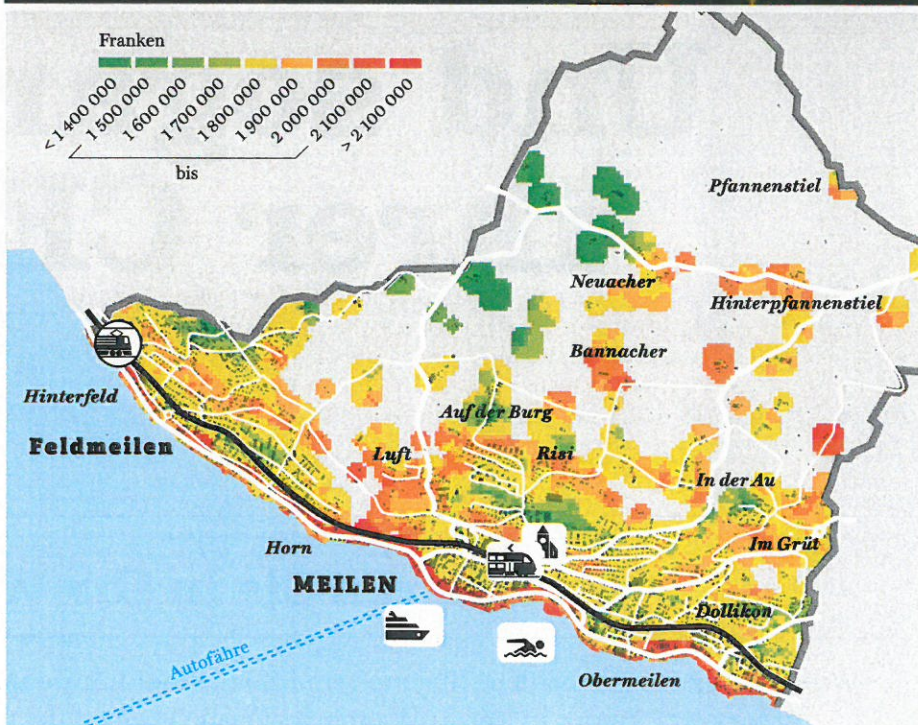 Franken
< 1 400 000
1 500 000
1 600 000
1 700 000
1 800 000
1 900 000
2 000 000
2 100 000
> 2 100 000
bis
Pfannenstiel
Neuacher
Hinterpfannenstiel
Bannacher
Hinterfeld
Auf der Burg
Feldmeilen
Luft
Risi
In der Au
Horn
Im Grüt
MEILEN
Dollikon
Autofähre
Obermeilen